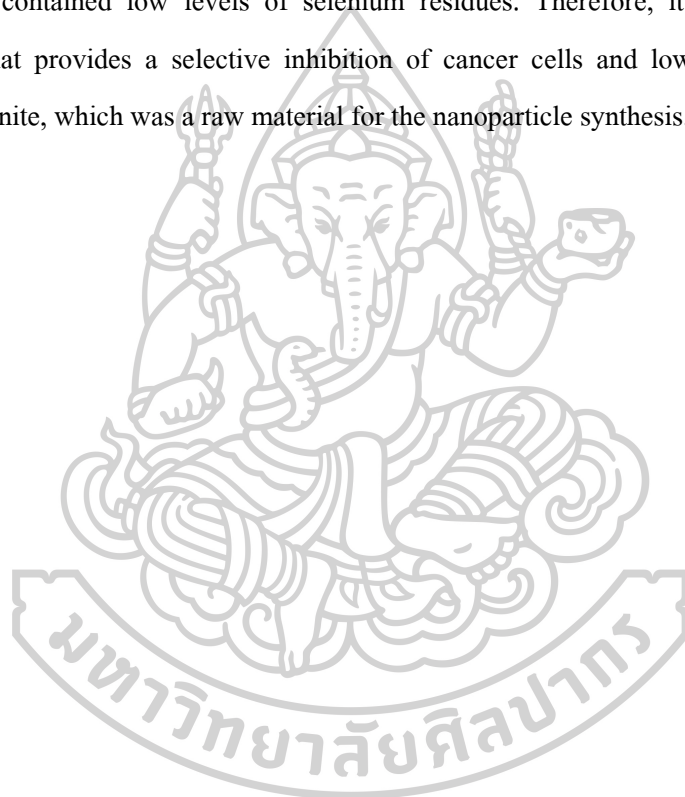 contained low levels of selenium residues. Therefore, it
at provides a selective inhibition of cancer cells and low
nite, which was a raw material for the nanoparticle synthesis.
มหาวิทยาลัยศิลปากร